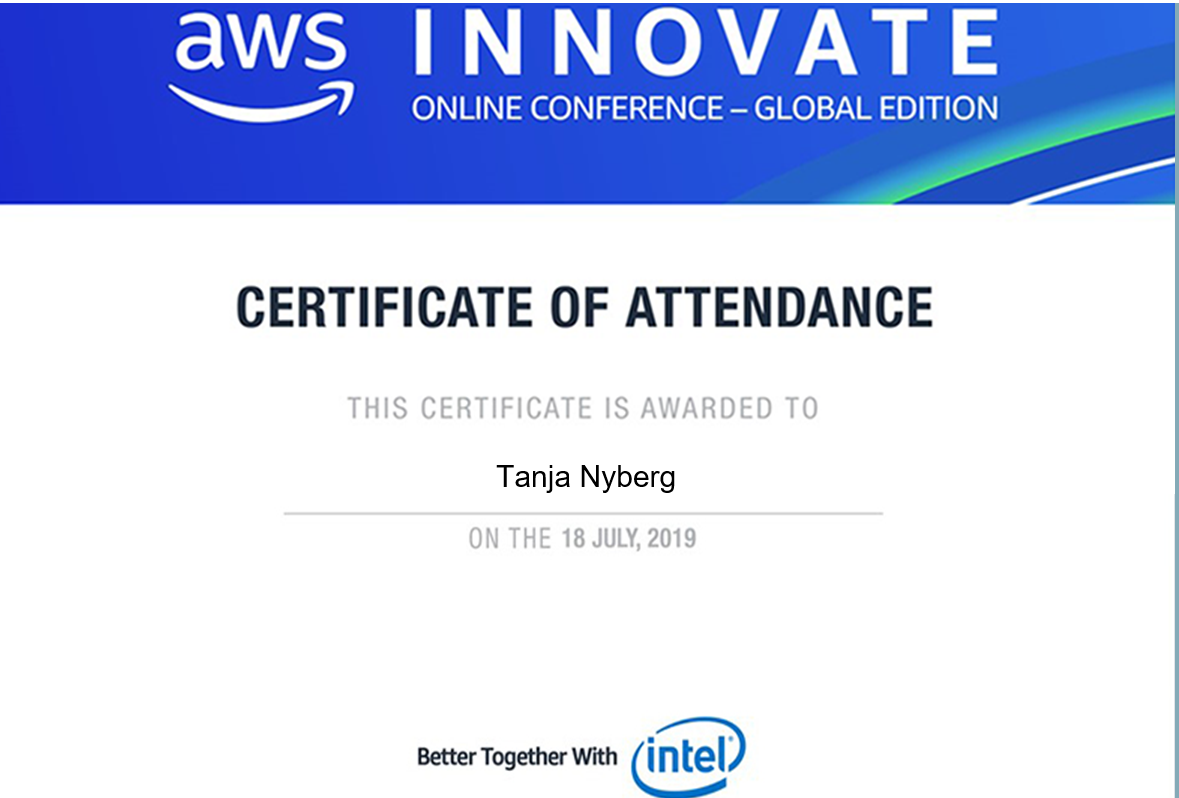 aws INNOVATE
ONLINE CONFERENCE – GLOBAL EDITION
CERTIFICATE OF ATTENDANCE
THIS CERTIFICATE IS AWARDED TO
Tanja Nyberg
ON THE 18 JULY, 2019
Better Together With intel®